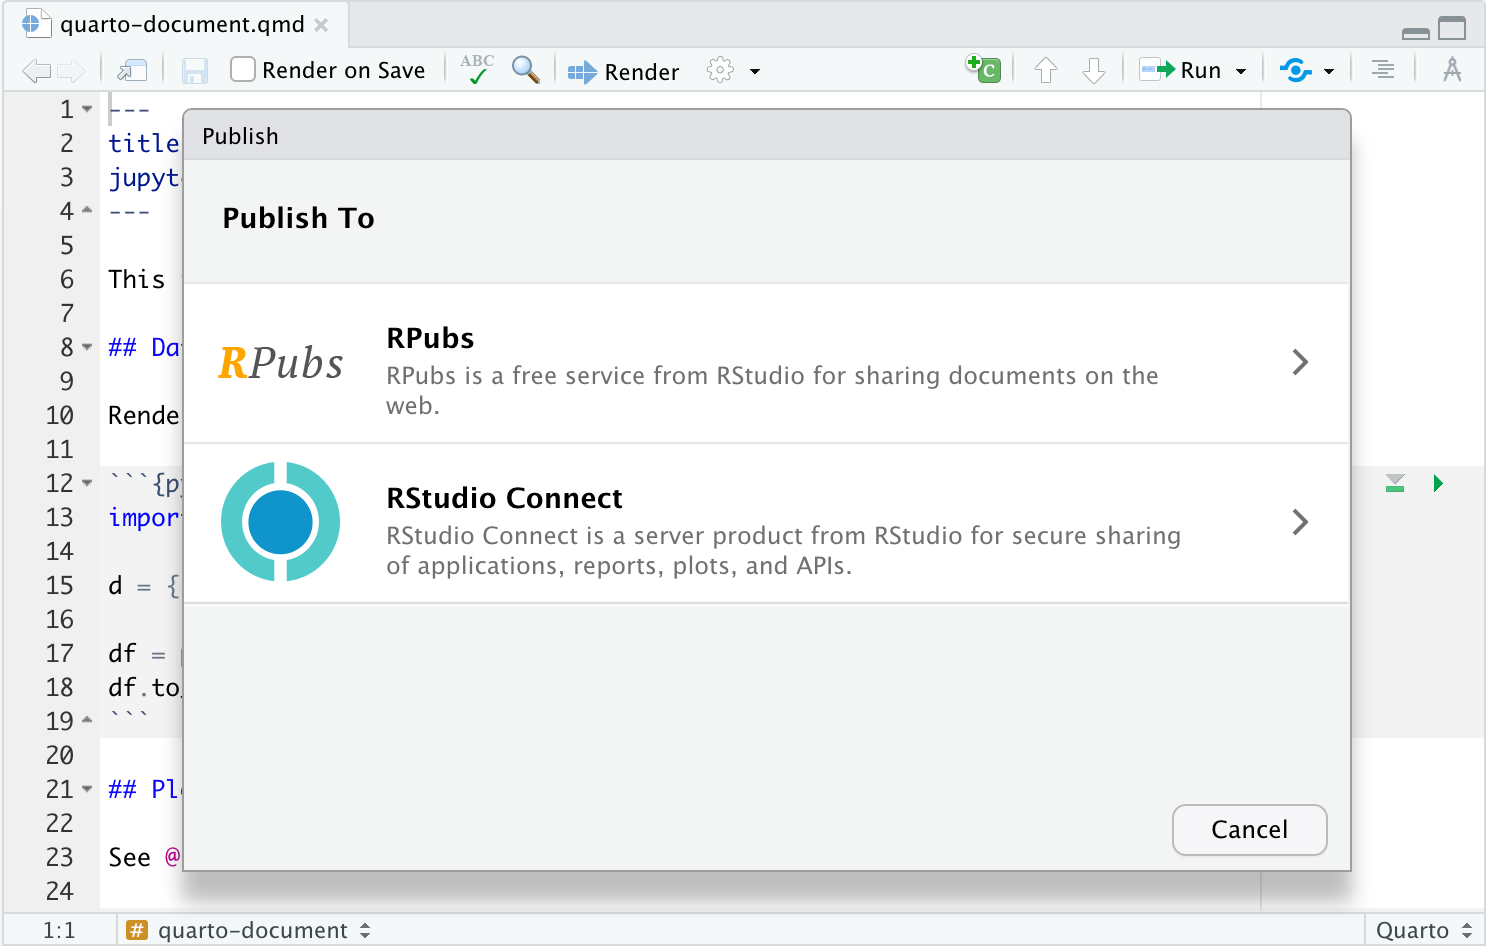 quarto-document.qmd
Render on Save
ABC
Render
C
Run
Publish
Publish To
RPubs
RPubs
RPubs is a free service from RStudio for sharing documents on the
web.
RStudio Connect
RStudio Connect is a server product from RStudio for secure sharing
of applications, reports, plots, and APIs.
Cancel
1 ---
2 title
3 jupyt
4 ---
5
6 This
7
8 ## Da
9
10 Rende
11
12 ```{p
13 impor
14
15 d = {
16
17 df =
18 df.to
19 ```
20
21 ## Pl
22
23 See @
24
1:1
# quarto-document
Quarto